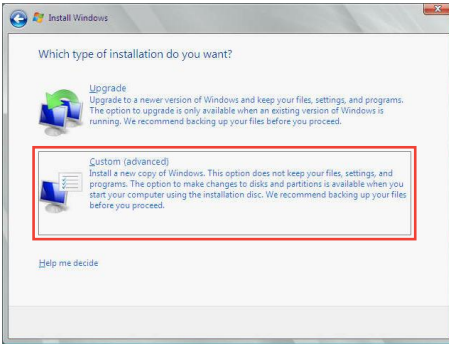 Install Windows
Which type of installation do you want?
Upgrade
Upgrade to a newer version of Windows and keep your files, settings, and programs.
The option to upgrade is only available when an existing version of Windows is
running. We recommend backing up your files before you proceed.
Custom (advanced)
Install a new copy of Windows. This option does not keep your files, settings, and
programs. The option to make changes to disks and partitions is available when you
start your computer using the installation disc. We recommend backing up your files
before you proceed.
Help me decide